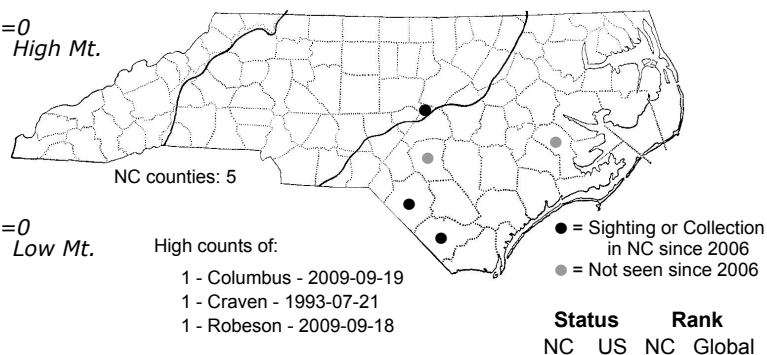 =0
High Mt.
NC counties: 5
=0
Low Mt.
High counts of:
1 - Columbus - 2009-09-19
1 - Craven - 1993-07-21
1 - Robeson - 2009-09-18
= Sighting or Collection
in NC since 2006
= Not seen since 2006
Status Rank
NC US NC Global